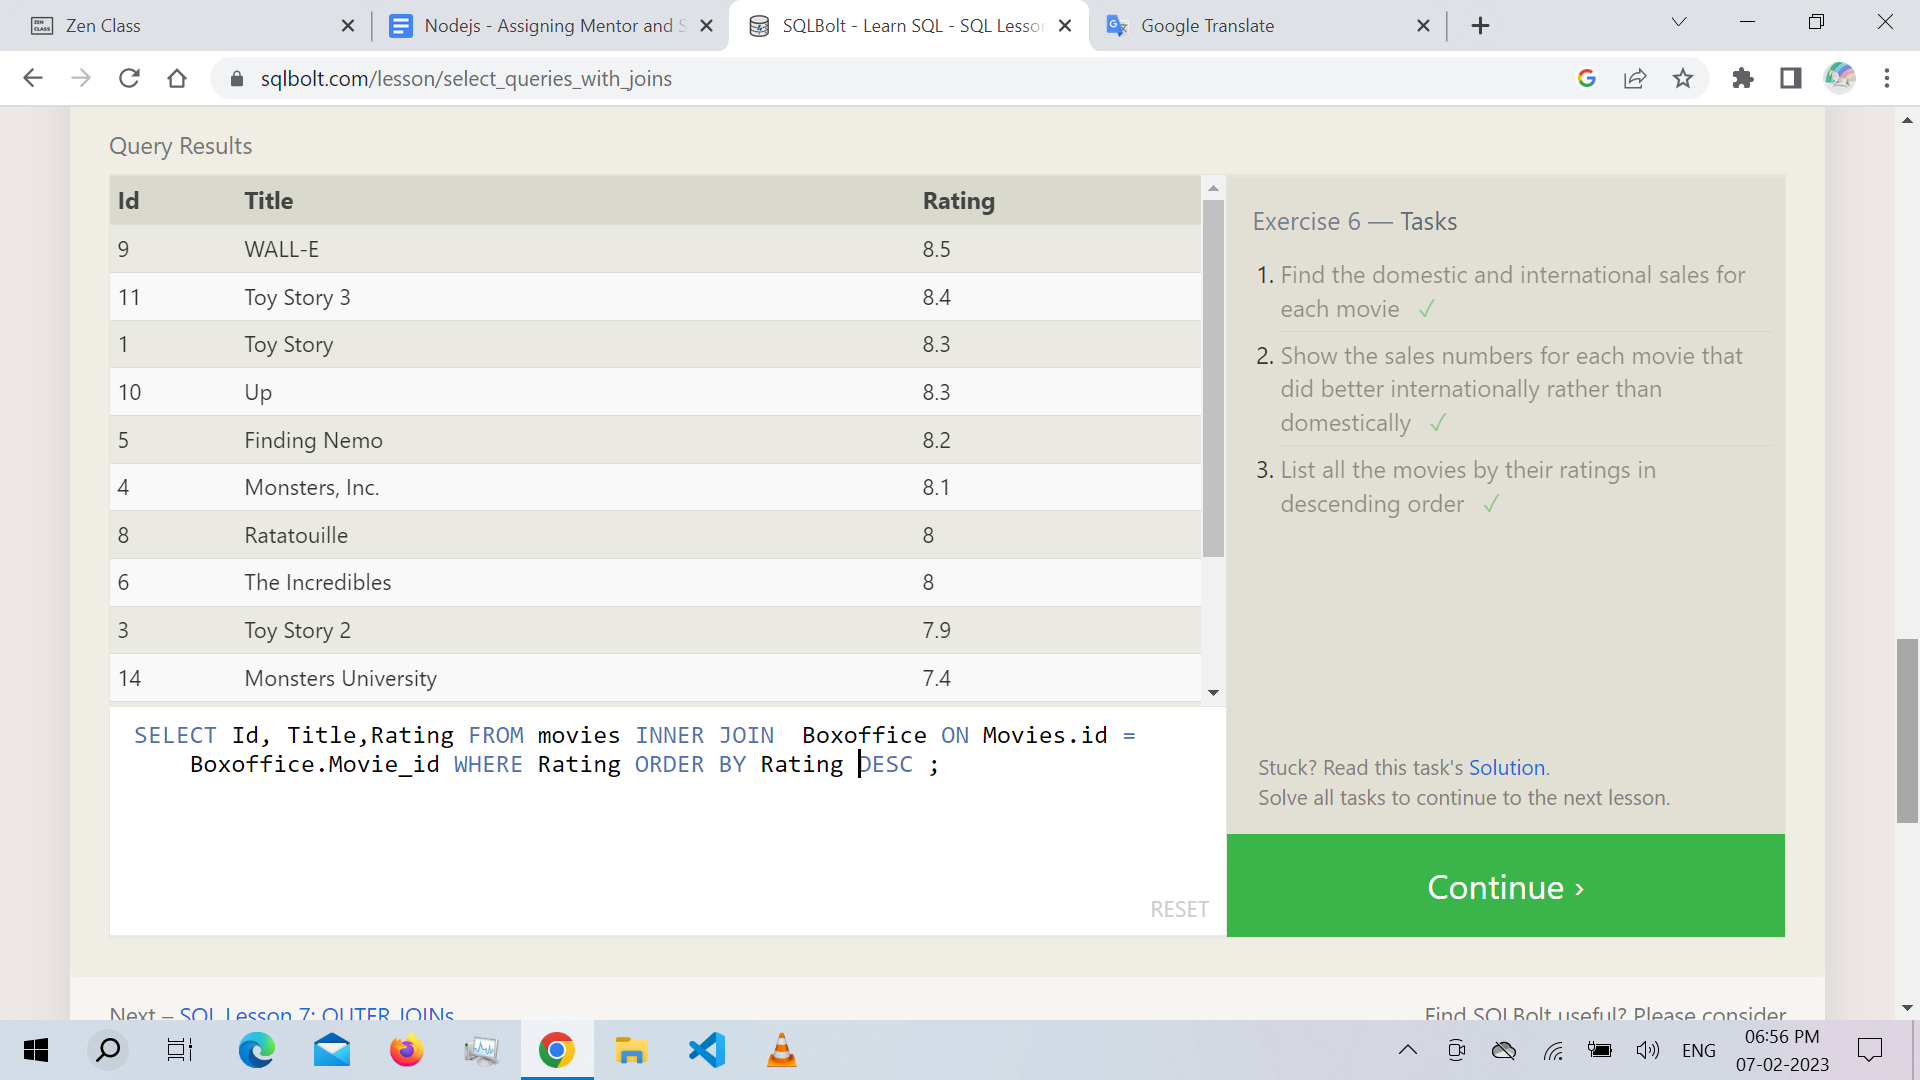 Zen Class
Nodejs - Assigning Mentor and S
SQLBolt - Learn SQL - SQL Lesson
Google Translate
sqlbolt.com/lesson/select_queries_with_joins
Query Results
Id Title Rating
9 WALL-E 8.5
11 Toy Story 3 8.4
1 Toy Story 8.3
10 Up 8.3
5 Finding Nemo 8.2
4 Monsters, Inc. 8.1
8 Ratatouille 8
6 The Incredibles 8
3 Toy Story 2 7.9
14 Monsters University 7.4
SELECT Id, Title,Rating FROM movies INNER JOIN  Boxoffice ON Movies.id =
Boxoffice.Movie_id WHERE Rating ORDER BY Rating DESC ;
RESET
Exercise 6 — Tasks
1. Find the domestic and international sales for
each movie ✓
2. Show the sales numbers for each movie that
did better internationally rather than
domestically ✓
3. List all the movies by their ratings in
descending order ✓
Stuck? Read this task's Solution.
Solve all tasks to continue to the next lesson.
Continue ›
Next – SQL Lesson 7: OUTER JOINs
Find SQLBolt useful? Please consider
ENG
06:56 PM
07-02-2023